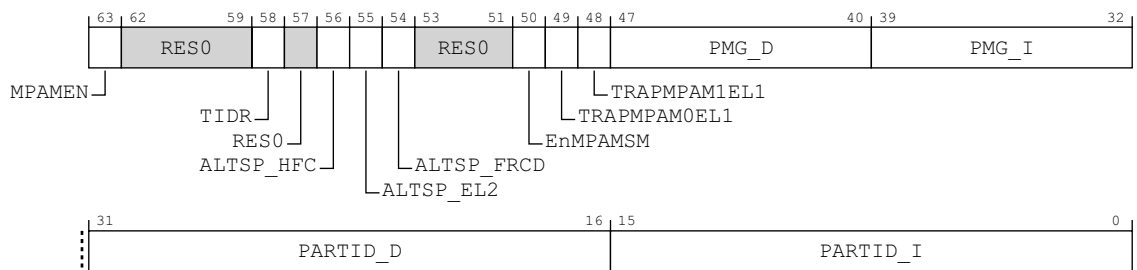 63 62 59 58 57 56 55 54 53 51 50 49 48 47 40 39 32
RES0 RES0 PMG_D PMG_I
MPAMEN TRAPMPAM1EL1
TIDR TRAPMPAM0EL1
RES0 EnMPAMSM
ALTSP_HFC ALTSP_FRCD
ALTSP_EL2
31 16 15 0
PARTID_D PARTID_I